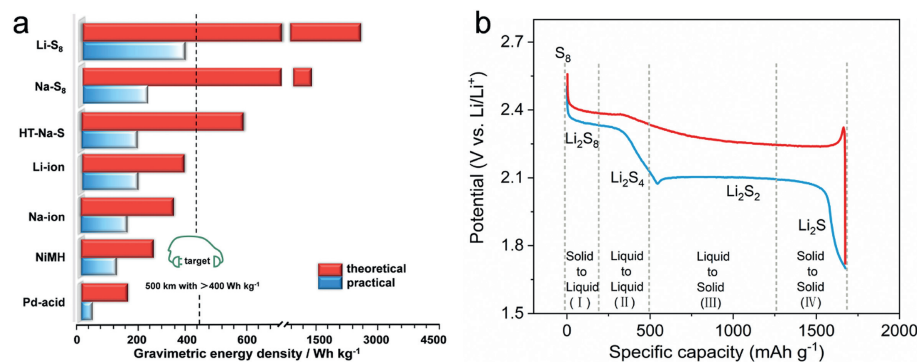 a
Li-S₈
Na-S₈
HT-Na-S
Li-ion
Na-ion
NiMH
Pd-acid
target
500 km with >400 Wh kg⁻¹
theoretical
practical
0 200 400 600 1500 3000 4500
Gravimetric energy density / Wh kg⁻¹
b
2.7
2.4
2.1
1.8
1.5
Potential (V vs. Li/Li⁺)
S₈
Li₂S₈
Li₂S₄
Li₂S₂
Li₂S
Solid
to
Liquid
(Ⅰ)
Liquid
to
Liquid
(Ⅱ)
Liquid
to
Solid
(Ⅲ)
Solid
to
Solid
(Ⅳ)
0 500 1000 1500 2000
Specific capacity (mAh g⁻¹)